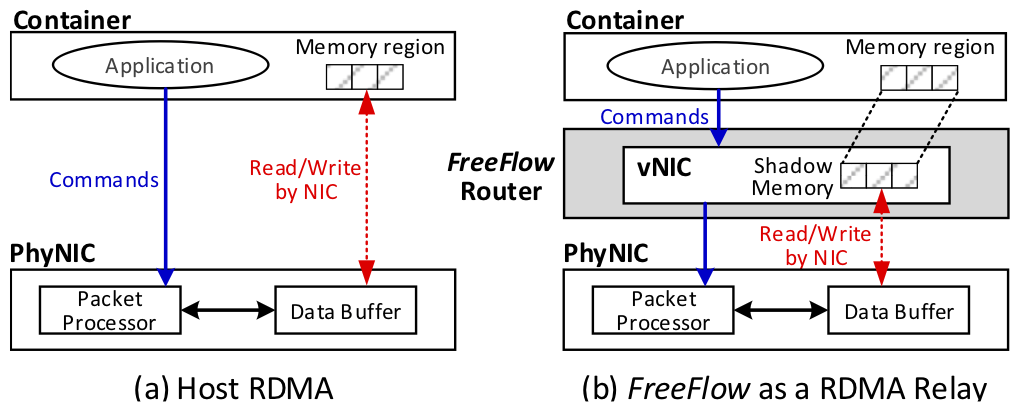 Container
Application
Memory region
Commands
Read/Write
by NIC
PhyNIC
Packet
Processor
Data Buffer
(a) Host RDMA
Container
Application
Memory region
Commands
FreeFlow
Router
vNIC
Shadow
Memory
Read/Write
by NIC
PhyNIC
Packet
Processor
Data Buffer
(b) FreeFlow as a RDMA Relay